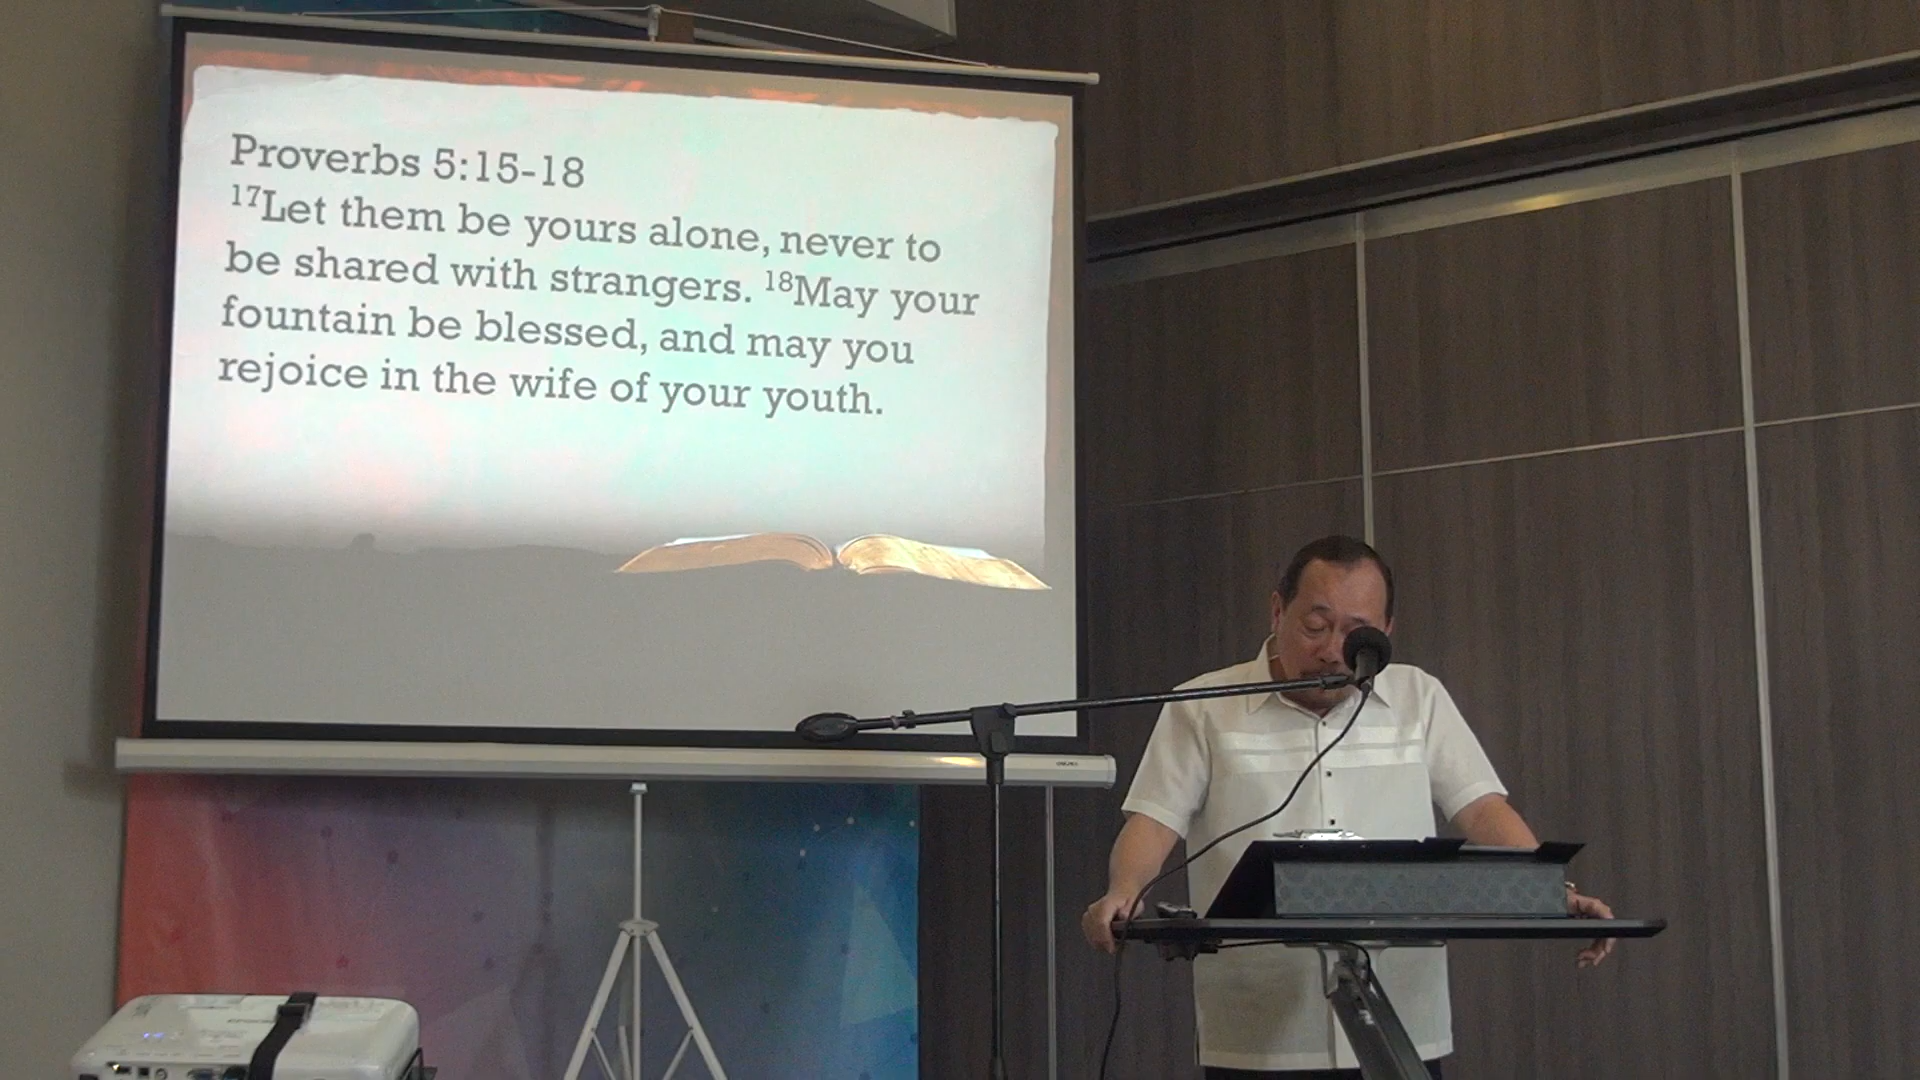 Proverbs 5:15-18
17Let them be yours alone, never to
be shared with strangers. 18May your
fountain be blessed, and may you
rejoice in the wife of your youth.